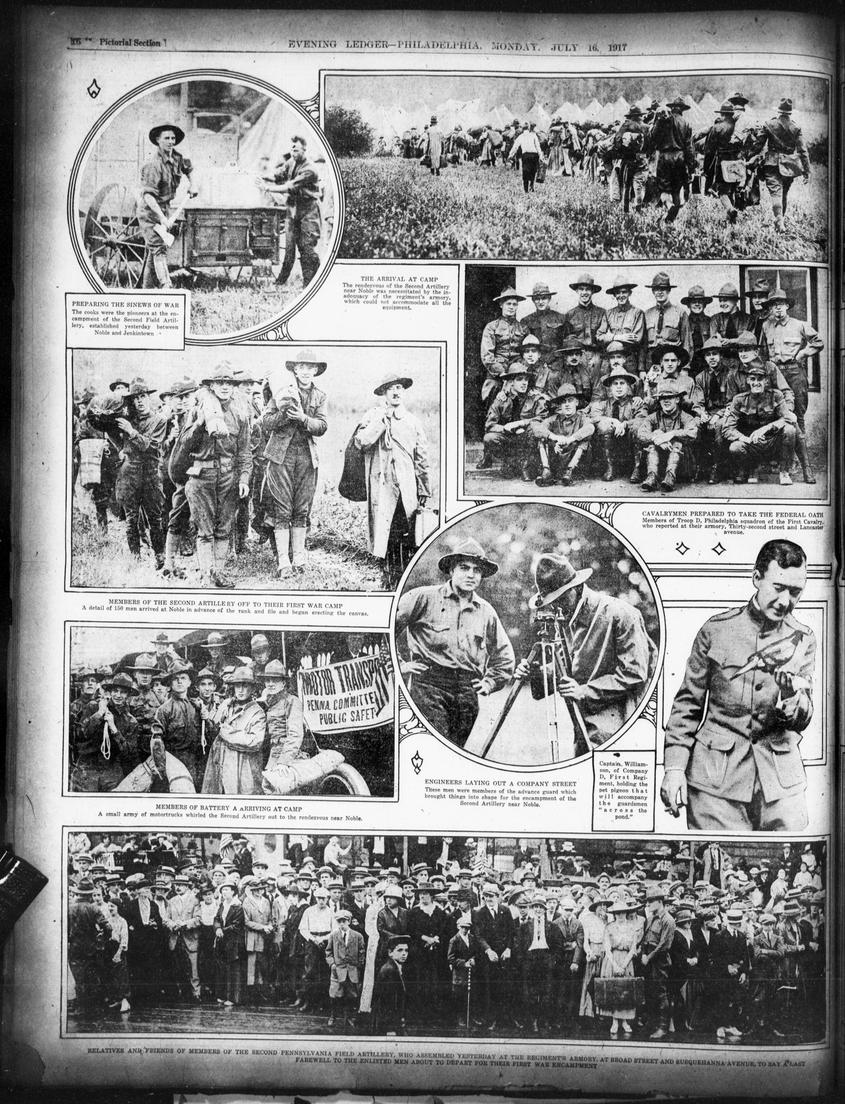 16 Pictorial Section
EVENING LEDGER—PHILADELPHIA, MONDAY, JULY 16, 1917
PREPARING THE SINEWS OF WAR
The cooks were the pioneers at the en-
campment of the Second Field Artil-
lery, established yesterday between
Noble and Jenkintown
THE ARRIVAL AT CAMP
The rendezvous of the Second Artillery
near Noble was necessitated by the in-
adequacy of the regiment's armory,
which could not accommodate all the
equipment.
CAVALRYMEN PREPARED TO TAKE THE FEDERAL OATH
Members of Troop D, Philadelphia squadron of the First Cavalry,
who reported at their armory, Thirty-second street and Lancaster
avenue.
MEMBERS OF THE SECOND ARTILLERY OFF TO THEIR FIRST WAR CAMP
A detail of 150 men arrived at Noble in advance of the rank and file and began erecting the canvas.
MOTOR TRANSPO
PENNA. COMMITTEE
PUBLIC SAFET
MEMBERS OF BATTERY A ARRIVING AT CAMP
A small army of motortrucks whirled the Second Artillery out to the rendezvous near Noble.
ENGINEERS LAYING OUT A COMPANY STREET
These men were members of the advance guard which
brought things into shape for the encampment of the
Second Artillery near Noble.
Captain William-
son, of Company
D, First Regi-
ment, holding the
pet pigeon that
will accompany
the guardsmen
"across the
pond."
RELATIVES AND FRIENDS OF MEMBERS OF THE SECOND PENNSYLVANIA FIELD ARTILLERY, WHO ASSEMBLED YESTERDAY AT THE REGIMENT'S ARMORY, AT BROAD STREET AND SUSQUEHANNA AVENUE, TO SAY A LAST
FAREWELL TO THE ENLISTED MEN ABOUT TO DEPART FOR THEIR FIRST WAR ENCAMPMENT